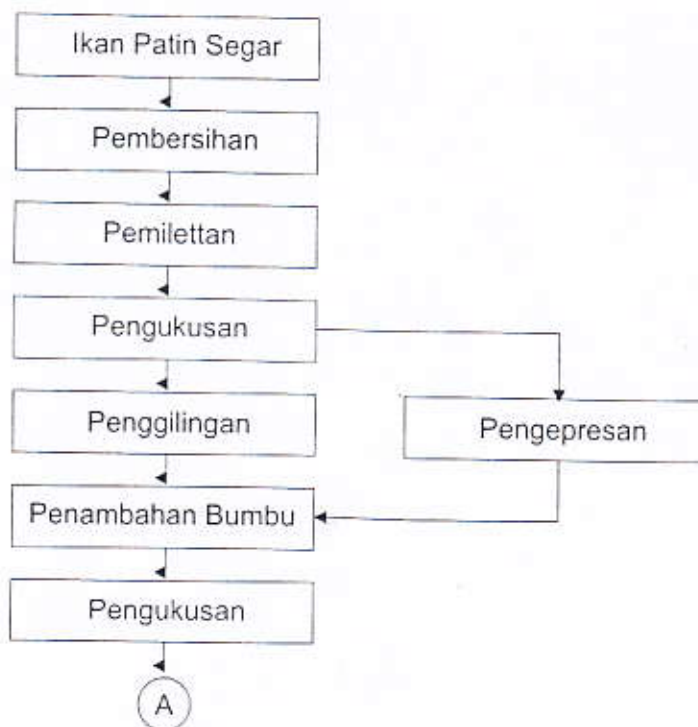 Ikan Patin Segar
Pembersihan
Pemilettan
Pengukusan
Penggilingan
Pengepresan
Penambahan Bumbu
Pengukusan
A